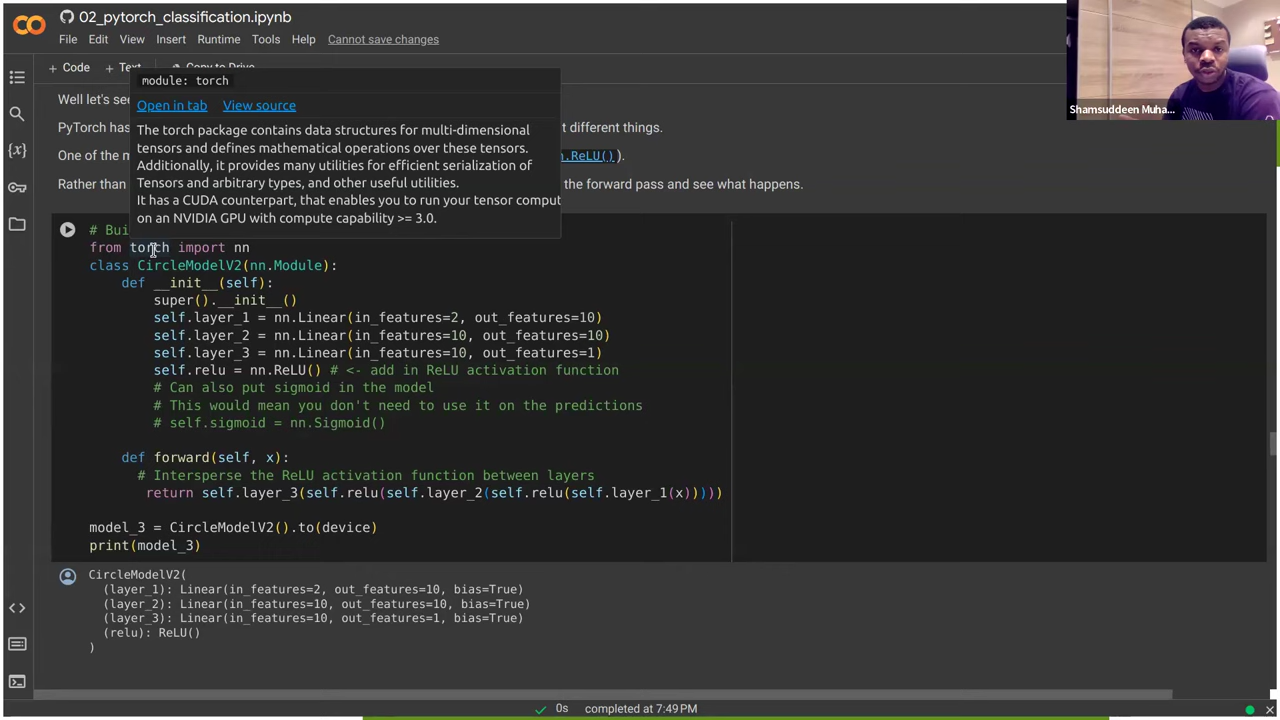 02_pytorch_classification.ipynb
File Edit View Insert Runtime Tools Help Cannot save changes
+ Code + Text Copy to Drive
module: torch
Open in tab View source
The torch package contains data structures for multi-dimensional
tensors and defines mathematical operations over these tensors.
Additionally, it provides many utilities for efficient serialization of
Tensors and arbitrary types, and other useful utilities.
It has a CUDA counterpart, that enables you to run your tensor comput
on an NVIDIA GPU with compute capability >= 3.0.
Shamsuddeen Muha...
Well let's see
PyTorch has t different things.
One of the m n.ReLU() ).
Rather than the forward pass and see what happens.
# Bui
from torch import nn
class CircleModelV2(nn.Module):
def __init__(self):
super().__init__()
self.layer_1 = nn.Linear(in_features=2, out_features=10)
self.layer_2 = nn.Linear(in_features=10, out_features=10)
self.layer_3 = nn.Linear(in_features=10, out_features=1)
self.relu = nn.ReLU() # <- add in ReLU activation function
# Can also put sigmoid in the model
# This would mean you don't need to use it on the predictions
# self.sigmoid = nn.Sigmoid()
def forward(self, x):
# Intersperse the ReLU activation function between layers
return self.layer_3(self.relu(self.layer_2(self.relu(self.layer_1(x)))))
model_3 = CircleModelV2().to(device)
print(model_3)
CircleModelV2(
(layer_1): Linear(in_features=2, out_features=10, bias=True)
(layer_2): Linear(in_features=10, out_features=10, bias=True)
(layer_3): Linear(in_features=10, out_features=1, bias=True)
(relu): ReLU()
)
0s completed at 7:49 PM